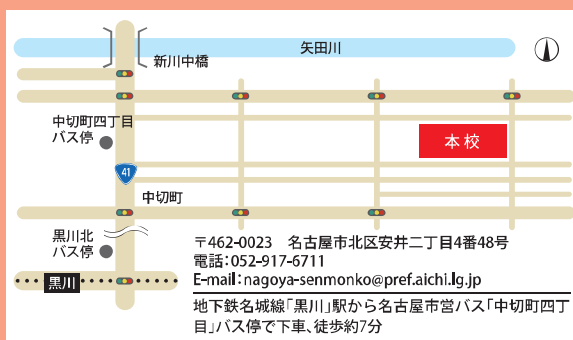 矢田川
新川中橋
中切町四丁目
バス停
本校
41
中切町
黒川北
バス停
黒川
〒462-0023 名古屋市北区安井二丁目4番48号
電話:052-917-6711
E-mail:nagoya-senmonko@pref.aichi.lg.jp
地下鉄名城線「黒川」駅から名古屋市営バス「中切町四丁
目」バス停で下車、徒歩約7分